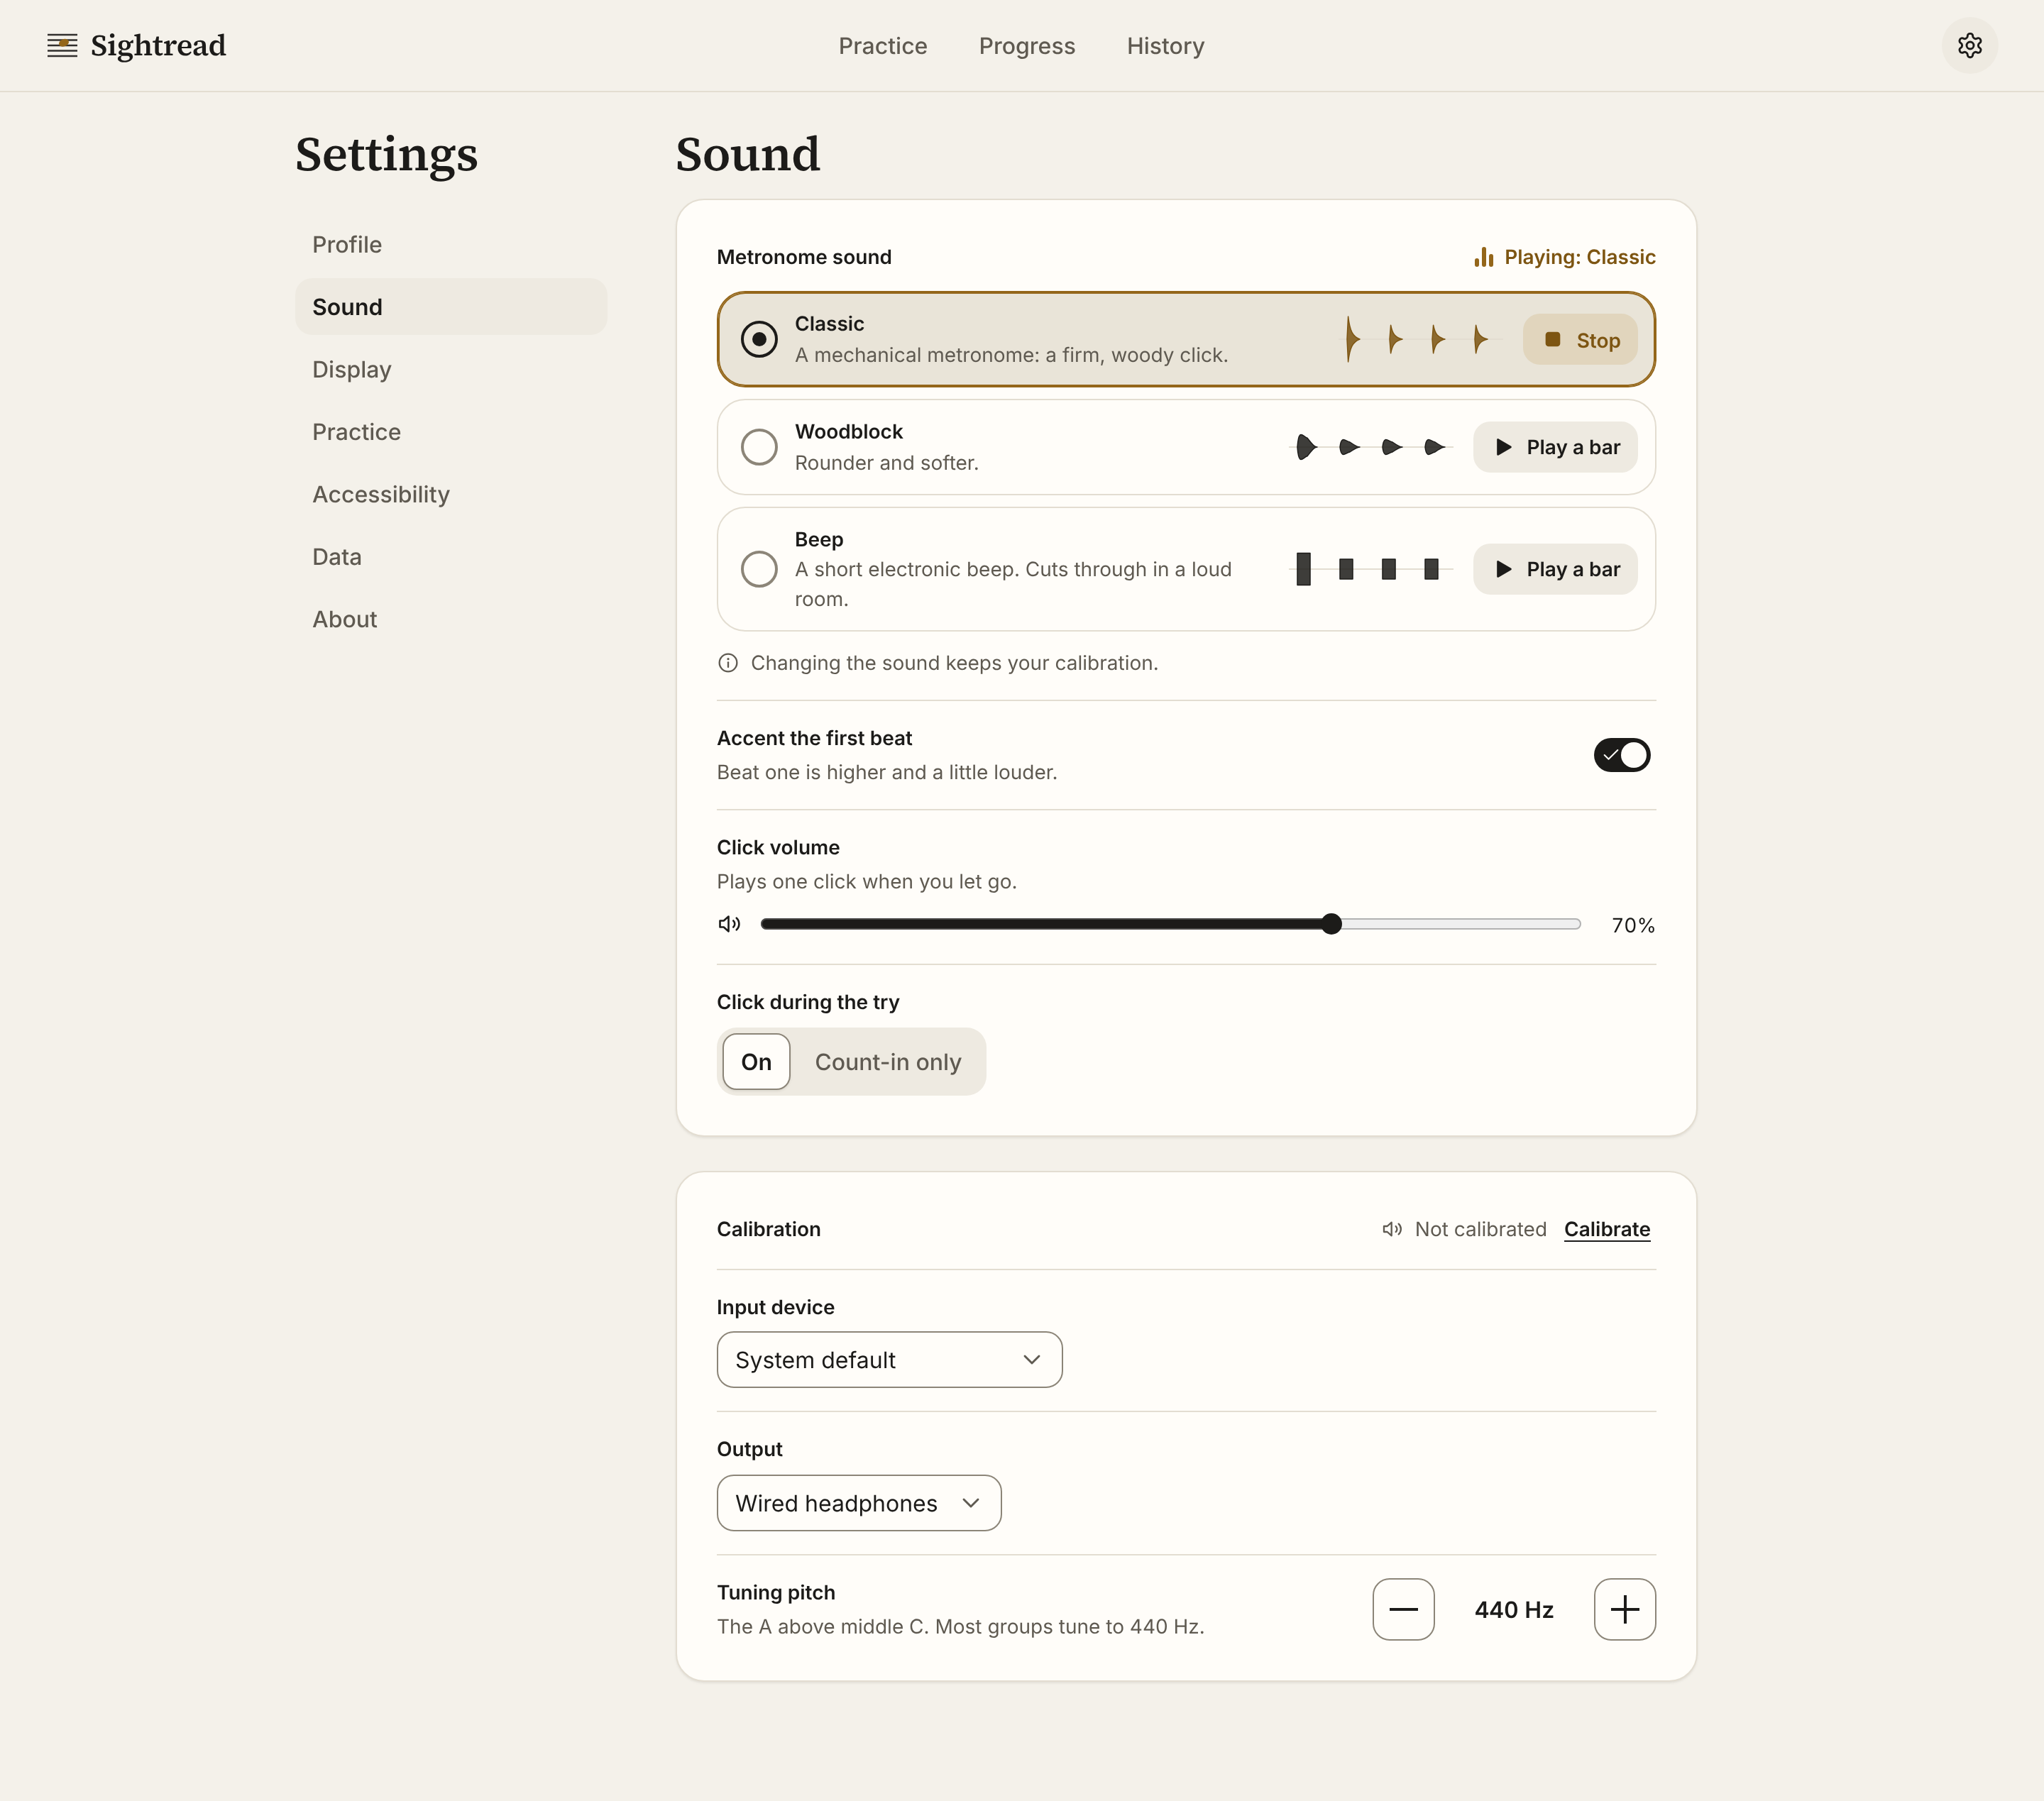 Sightread
Practice
Progress
History
Settings
Profile
Sound
Display
Practice
Accessibility
Data
About
Sound
Metronome sound
Playing: Classic
Classic
A mechanical metronome: a firm, woody click.
Stop
Woodblock
Rounder and softer.
Play a bar
Beep
A short electronic beep. Cuts through in a loud
room.
Play a bar
Changing the sound keeps your calibration.
Accent the first beat
Beat one is higher and a little louder.
Click volume
Plays one click when you let go.
70%
Click during the try
On
Count-in only
Calibration
Not calibrated
Calibrate
Input device
System default
Output
Wired headphones
Tuning pitch
The A above middle C. Most groups tune to 440 Hz.
440 Hz